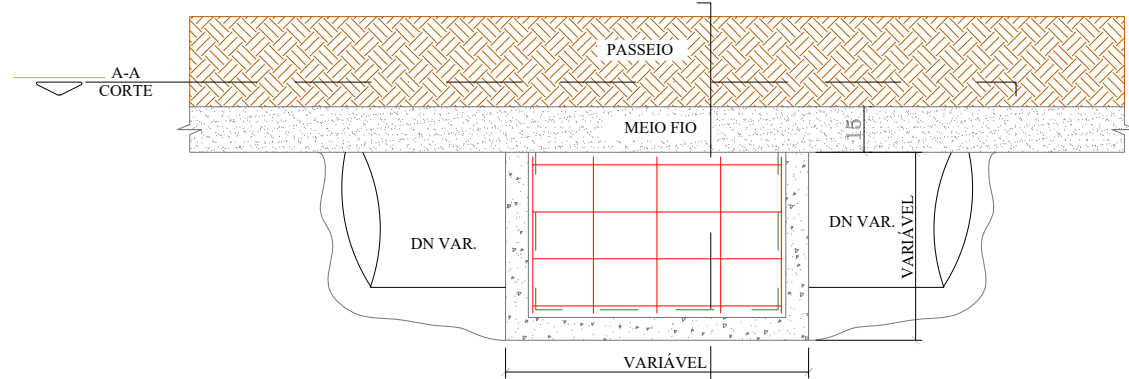 PASSEIO
A-A
CORTE
MEIO FIO
15
DN VAR.
DN VAR.
VARIÁVEL
VARIÁVEL